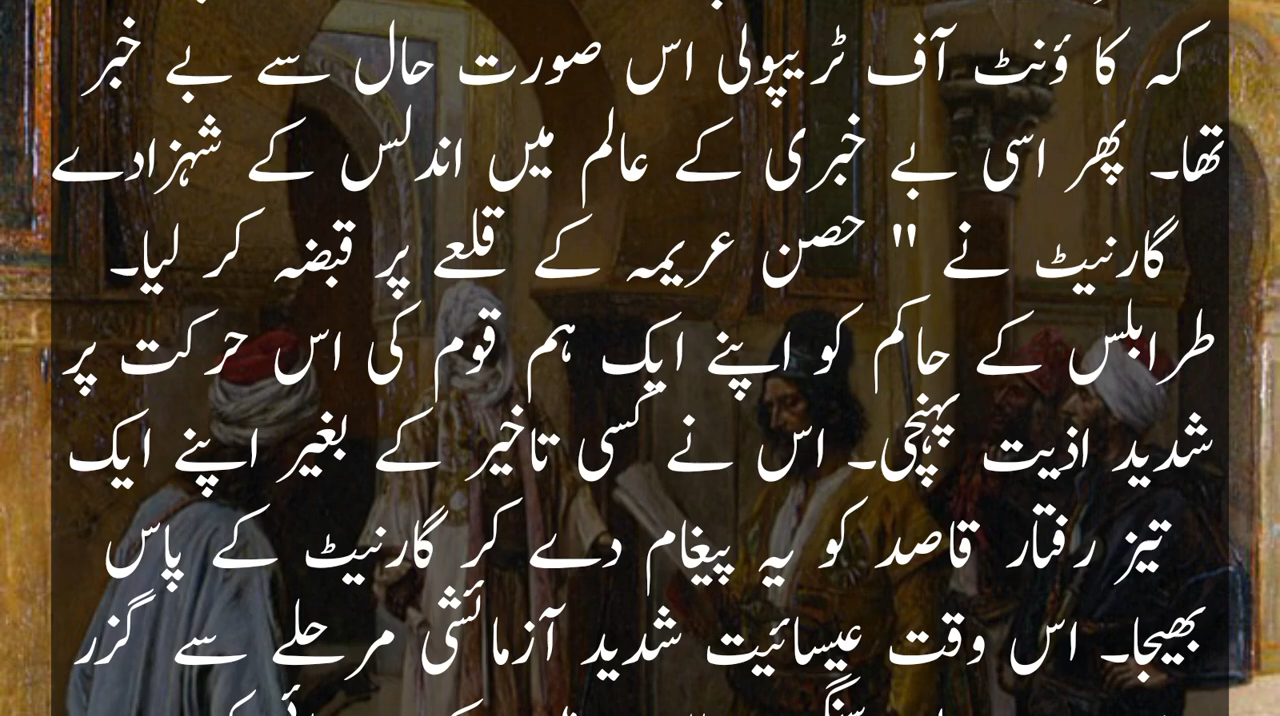 کہ کا ؤنٹ آف ٹریپولی اس صورت حال سے بے خبر
تھا۔ پھر اسی بے خبری کے عالم میں اندلس کے شہزادے
گارنیٹ نے " حصن عریمہ کے قلعے پر قبضہ کر لیا۔
طرابلس کے حاکم کو اپنے ایک ہم قوم کی اس حرکت پر
شدید اذیت پہنچی۔ اس نے کسی تاخیر کے بغیر اپنے ایک
تیز رفتار قاصد کو یہ پیغام دے کر گارنیٹ کے پاس
بھیجا۔ اس وقت عیسائیت شدید آزمائشی مرحلے سے گزر